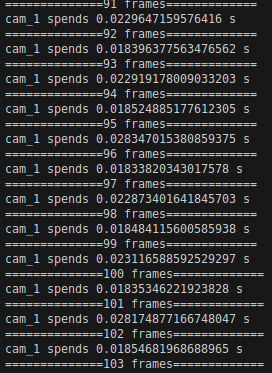 ==============91 frames=============
cam_1 spends 0.0229647159576416 s
==============92 frames=============
cam_1 spends 0.018396377563476562 s
==============93 frames=============
cam_1 spends 0.022919178009033203 s
==============94 frames=============
cam_1 spends 0.018524885177612305 s
==============95 frames=============
cam_1 spends 0.028347015380859375 s
==============96 frames=============
cam_1 spends 0.01833820343017578 s
==============97 frames=============
cam_1 spends 0.022873401641845703 s
==============98 frames=============
cam_1 spends 0.018484115600585938 s
==============99 frames=============
cam_1 spends 0.023116588592529297 s
==============100 frames=============
cam_1 spends 0.01835346221923828 s
==============101 frames=============
cam_1 spends 0.028174877166748047 s
==============102 frames=============
cam_1 spends 0.01854681968688965 s
==============103 frames=============